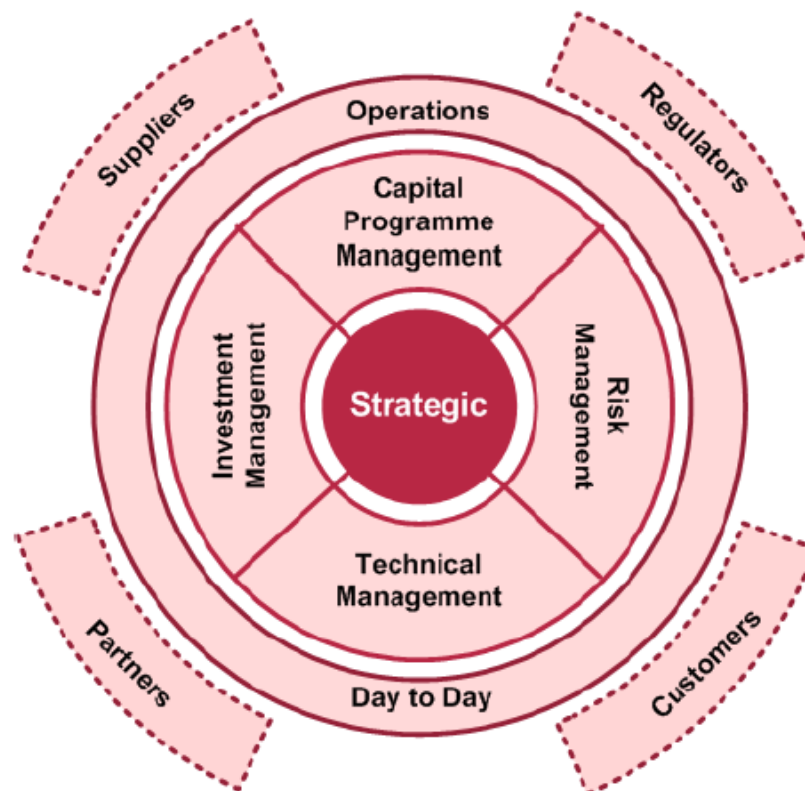 Suppliers
Regulators
Operations
Capital
Programme
Management
Investment
Management
Strategic
Risk
Management
Technical
Management
Day to Day
Partners
Customers